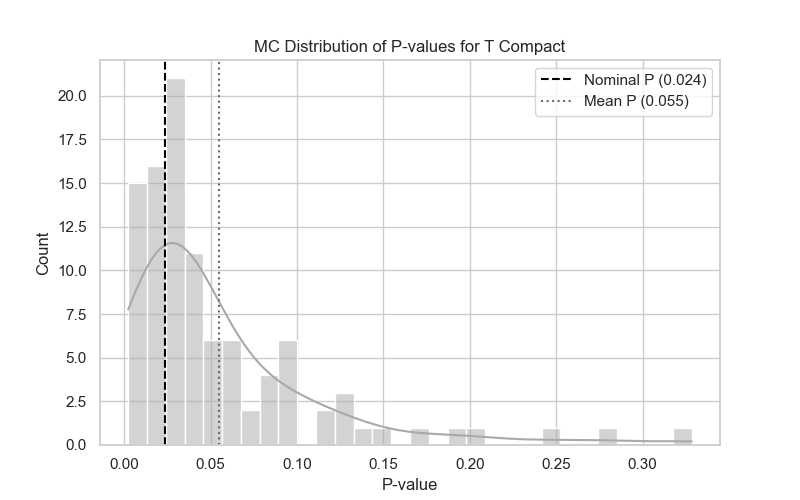 MC Distribution of P-values for T Compact
Nominal P (0.024)
Mean P (0.055)
Count
20.0
17.5
15.0
12.5
10.0
7.5
5.0
2.5
0.0
0.00 0.05 0.10 0.15 0.20 0.25 0.30
P-value